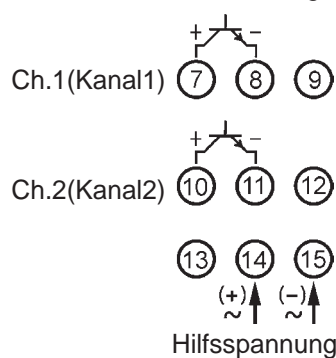 + −
Ch.1(Kanal1) 7 8 9
+ −
Ch.2(Kanal2) 10 11 12
13 14 15
(+) (−)
~ ~
Hilfsspannung